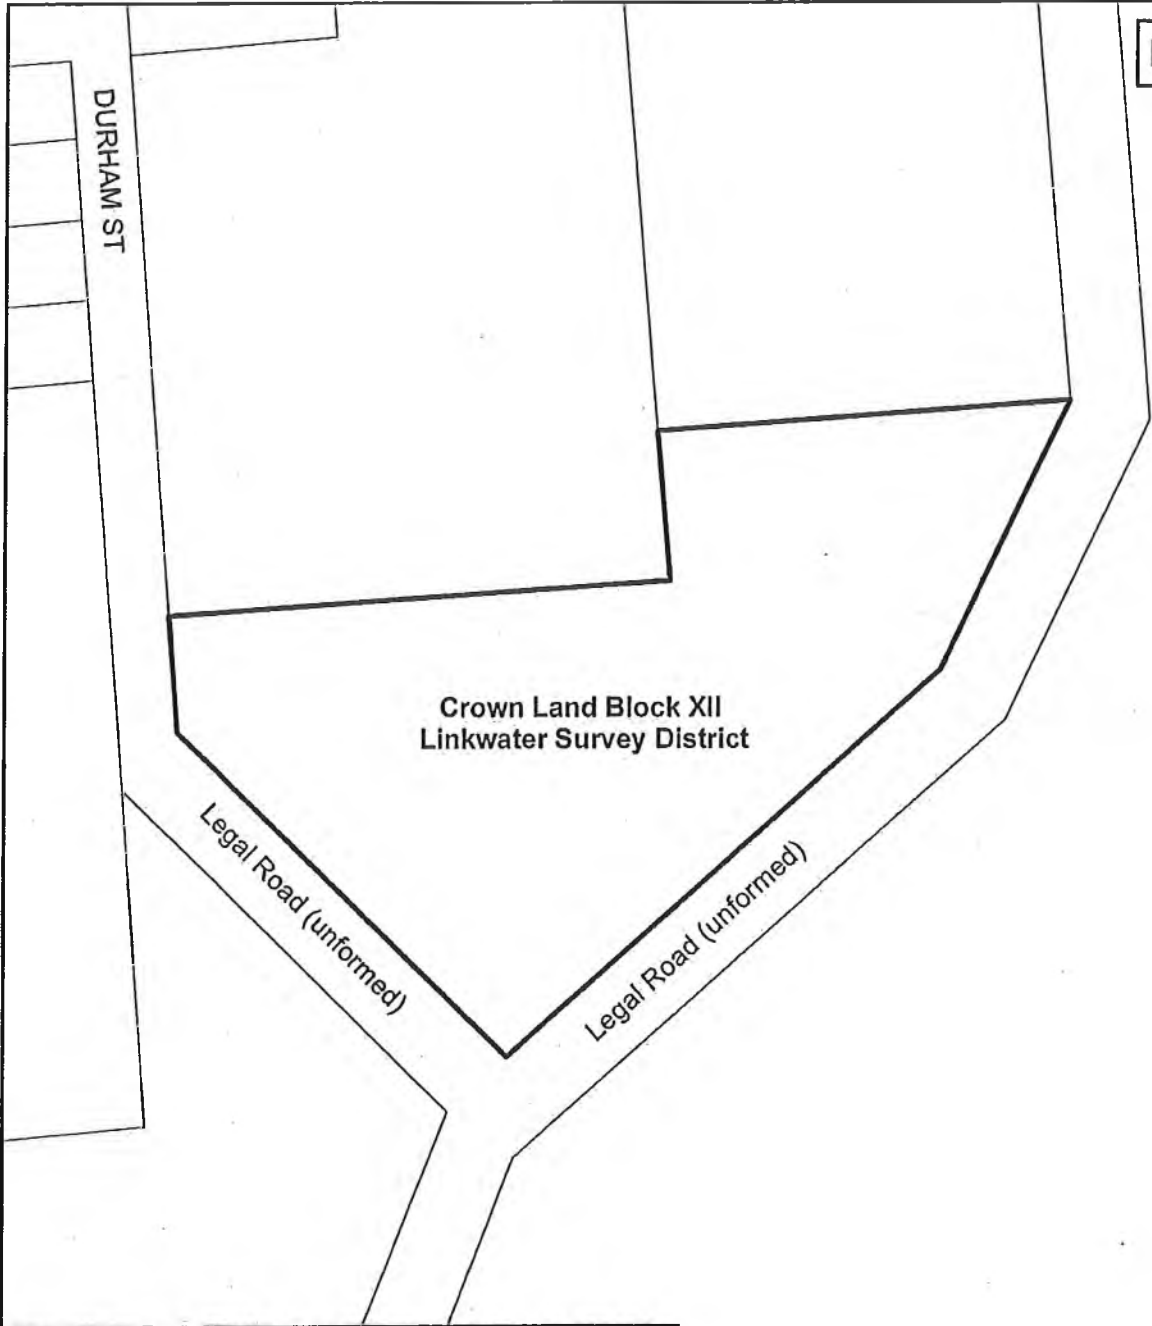 DURHAM ST
Crown Land Block XII
Linkwater Survey District
Legal Road (unformed)
Legal Road (unformed)